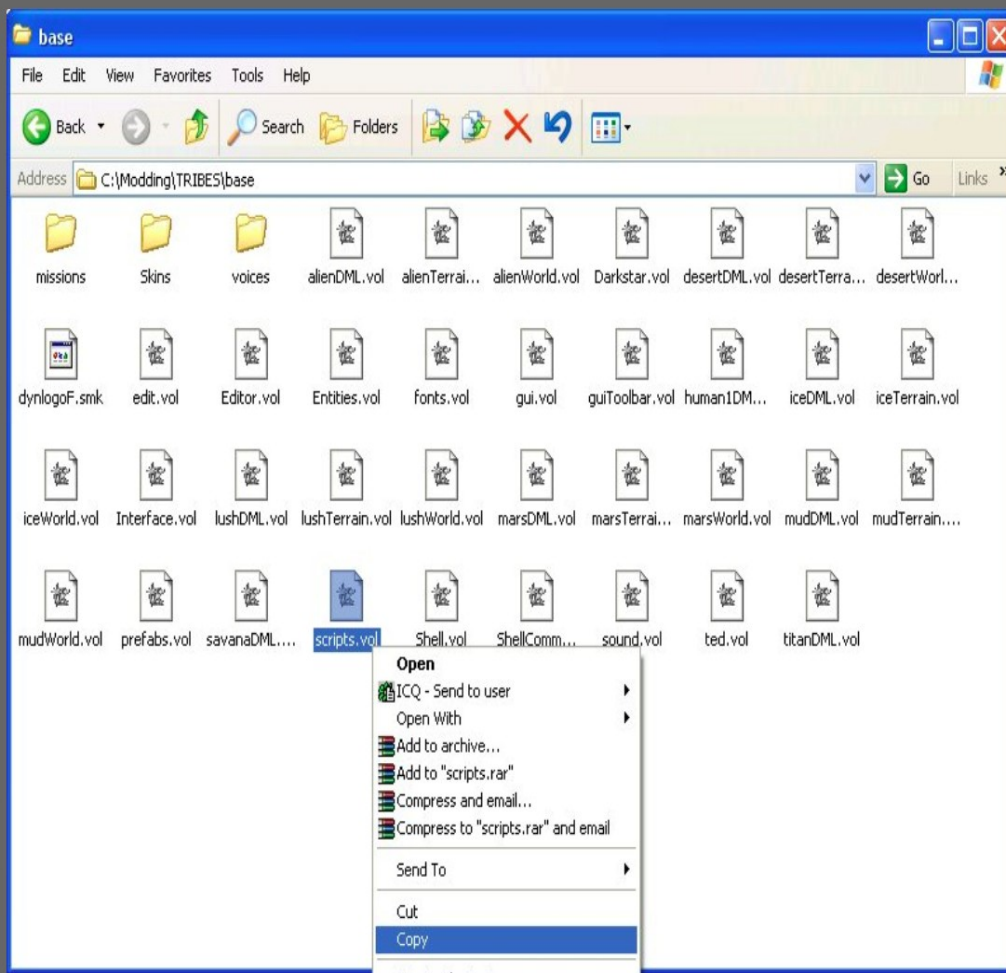 base
File Edit View Favorites Tools Help
Back Search Folders
Address C:\Modding\TRIBES\base Go Links »
missions Skins voices alienDML.vol alienTerrai... alienWorld.vol Darkstar.vol desertDML.vol desertTerra... desertWorl...
dynlogoF.smk edit.vol Editor.vol Entities.vol fonts.vol gui.vol guiToolbar.vol human1DM... iceDML.vol iceTerrain.vol
iceWorld.vol Interface.vol lushDML.vol lushTerrain.vol lushWorld.vol marsDML.vol marsTerrai... marsWorld.vol mudDML.vol mudTerrain....
mudWorld.vol prefabs.vol savanaDML.... scripts.vol Shell.vol ShellComm... sound.vol ted.vol titanDML.vol
Open
ICQ - Send to user
Open With
Add to archive...
Add to "scripts.rar"
Compress and email...
Compress to "scripts.rar" and email
Send To
Cut
Copy